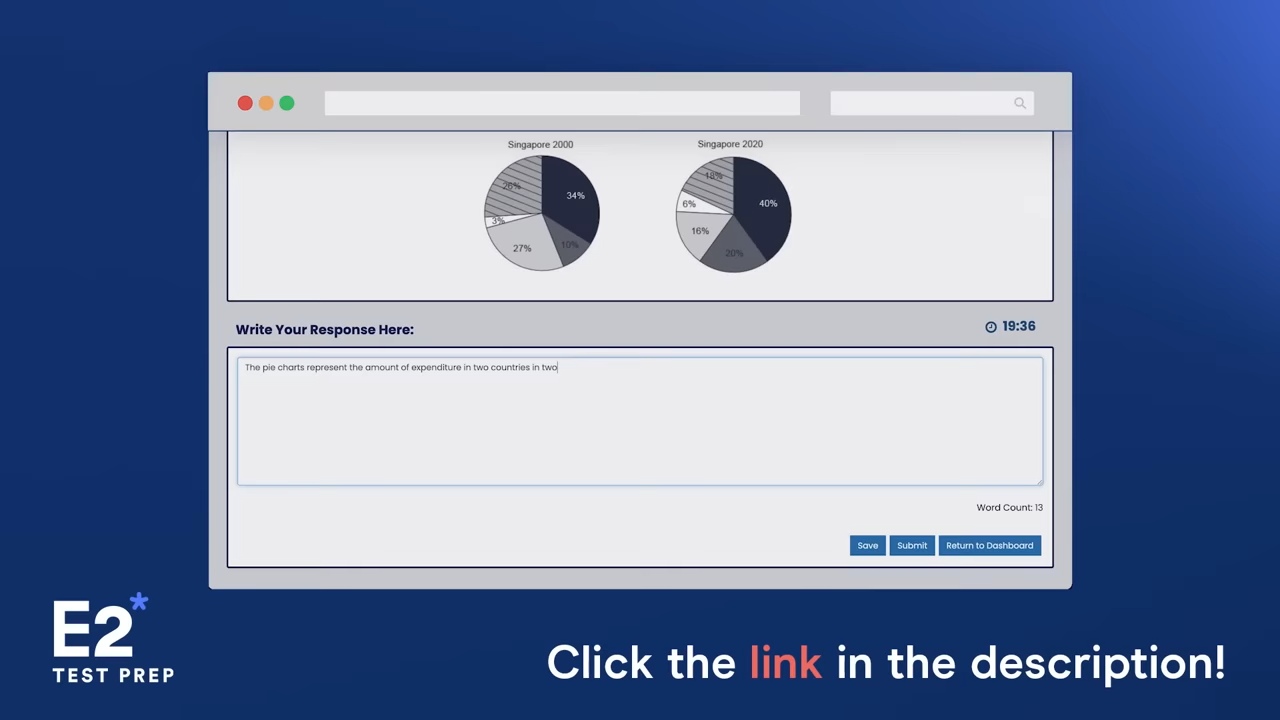 Singapore 2000
Singapore 2020
26%
34%
3%
10%
27%
18%
40%
6%
16%
20%
Write Your Response Here:
19:36
The pie charts represent the amount of expenditure in two countries in two
Word Count: 13
Save
Submit
Return to Dashboard
E2*
TEST PREP
Click the link in the description!